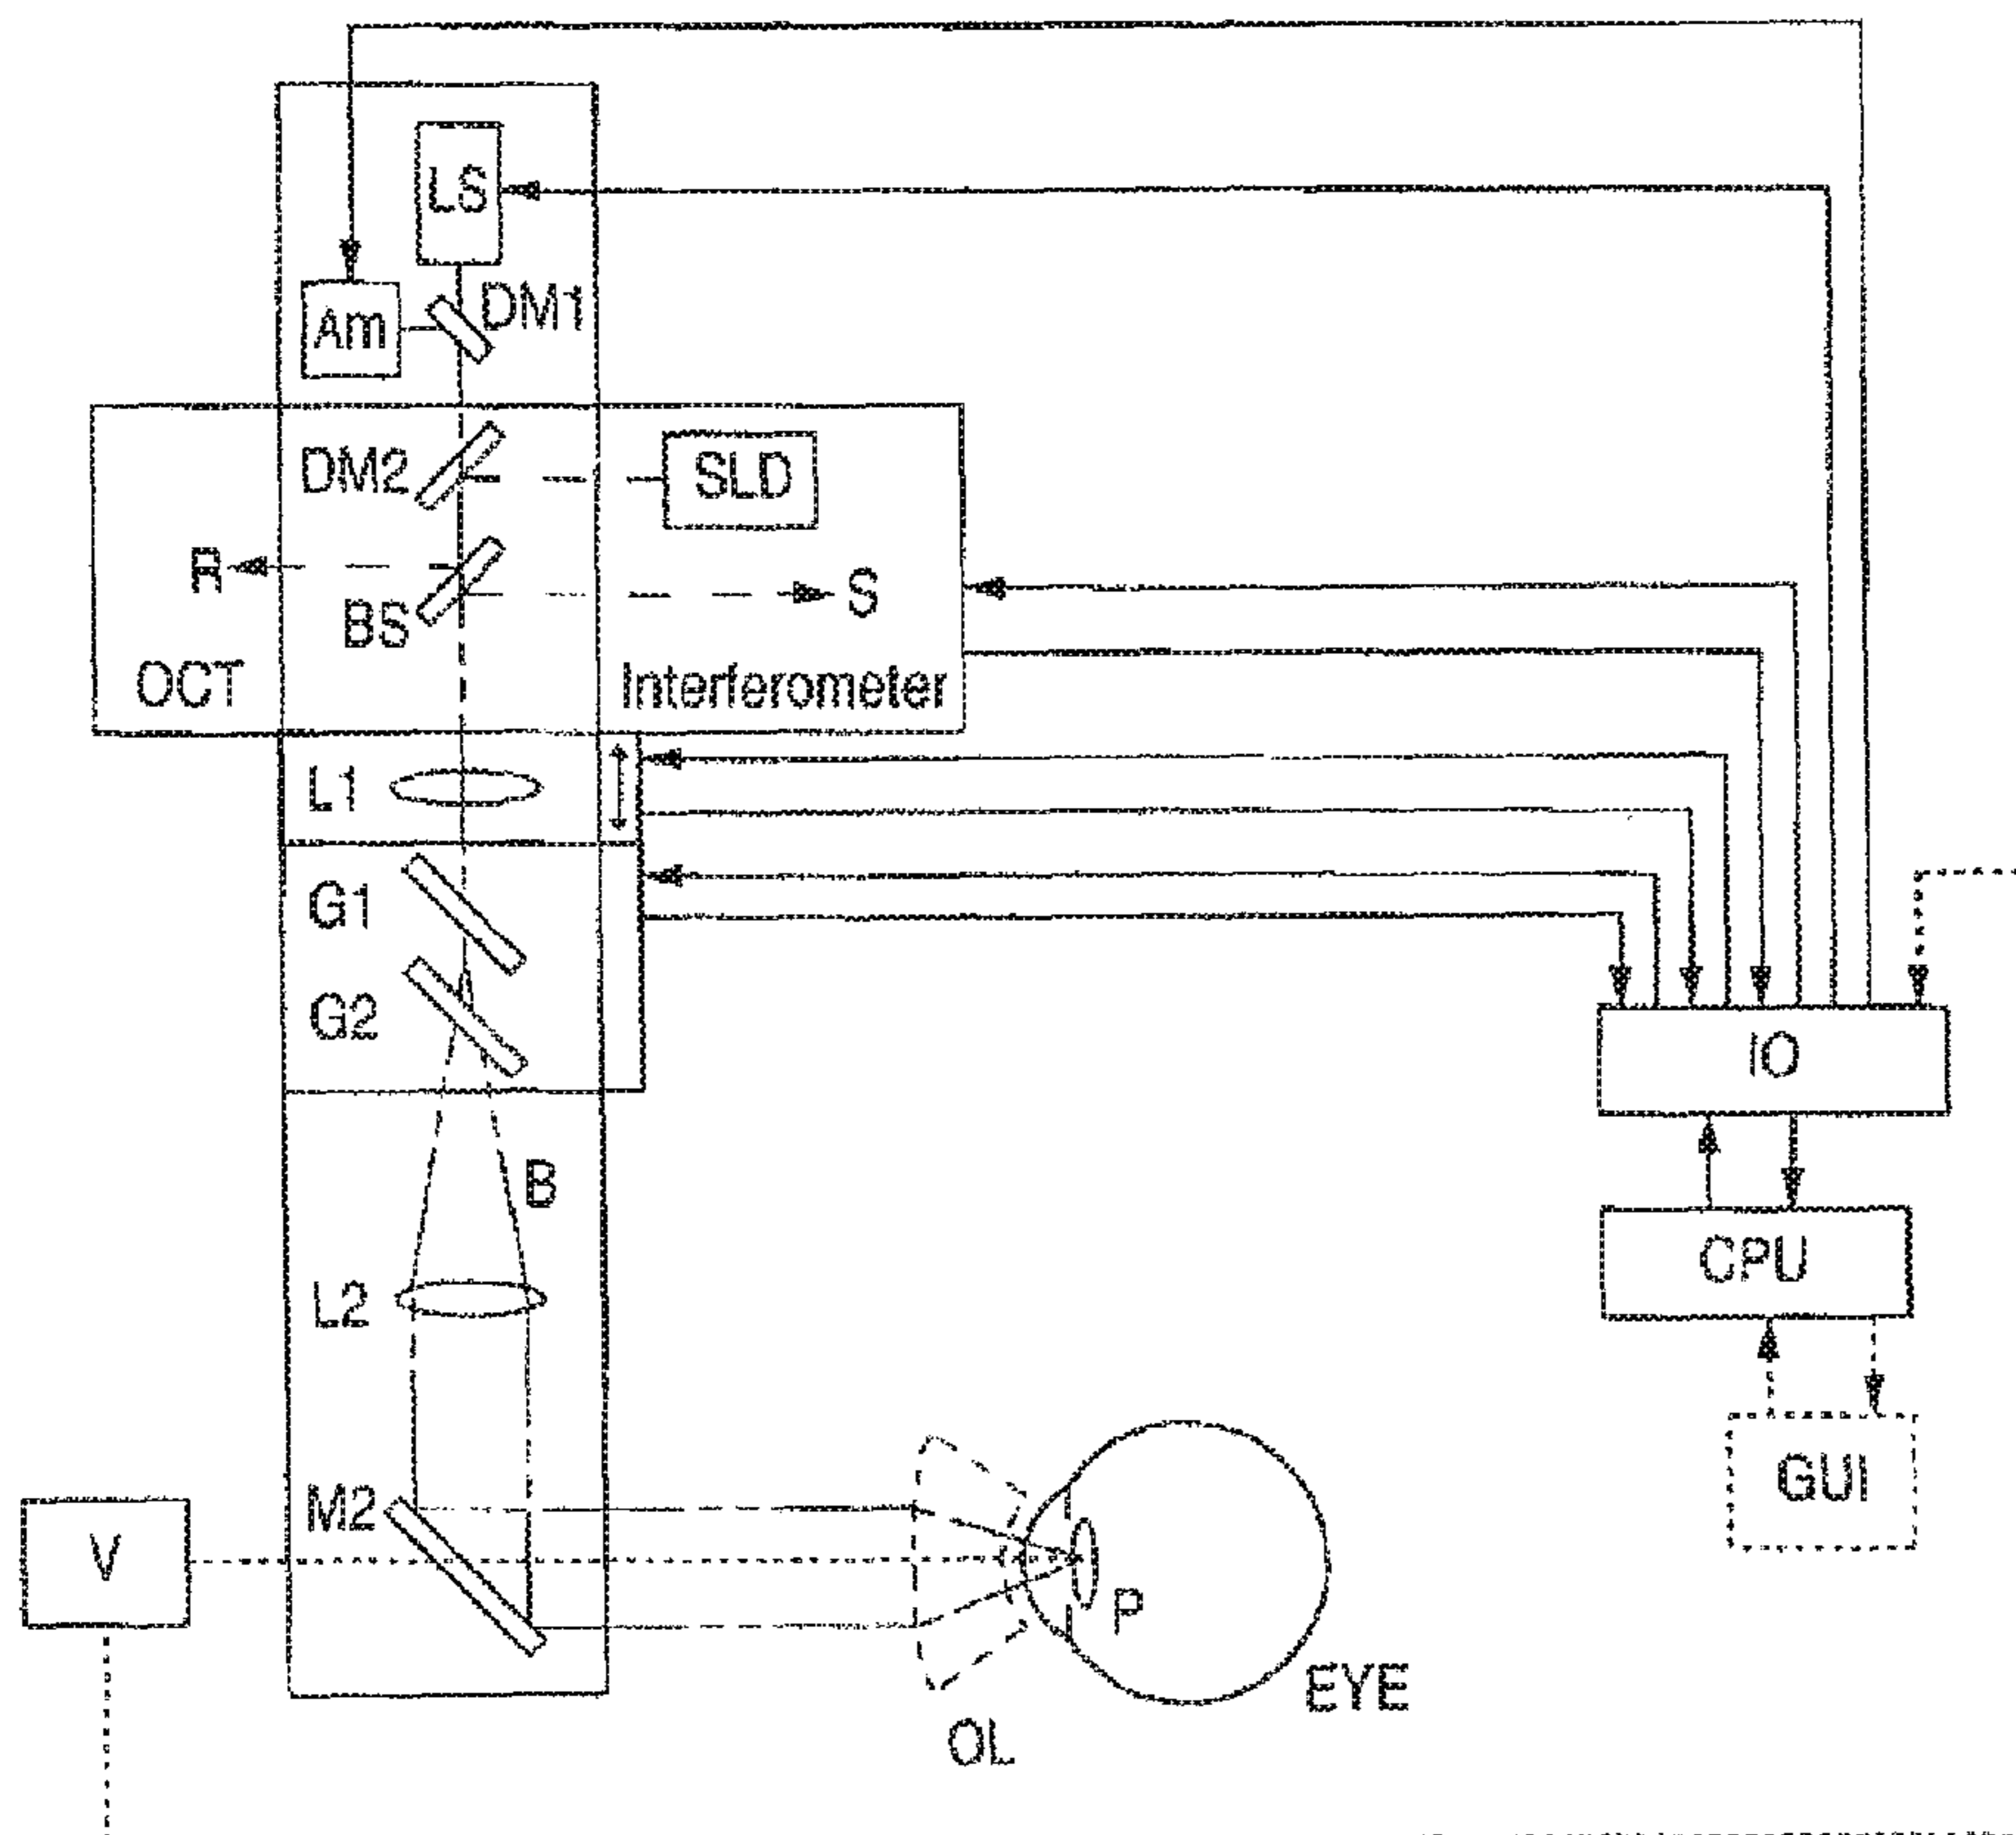 LS
DM1
Am
DM2
SLD
R
S
BS
OCT
Interferometer
L1
G1
G2
IO
B
CPU
L2
GUI
M2
V
P
EYE
OL